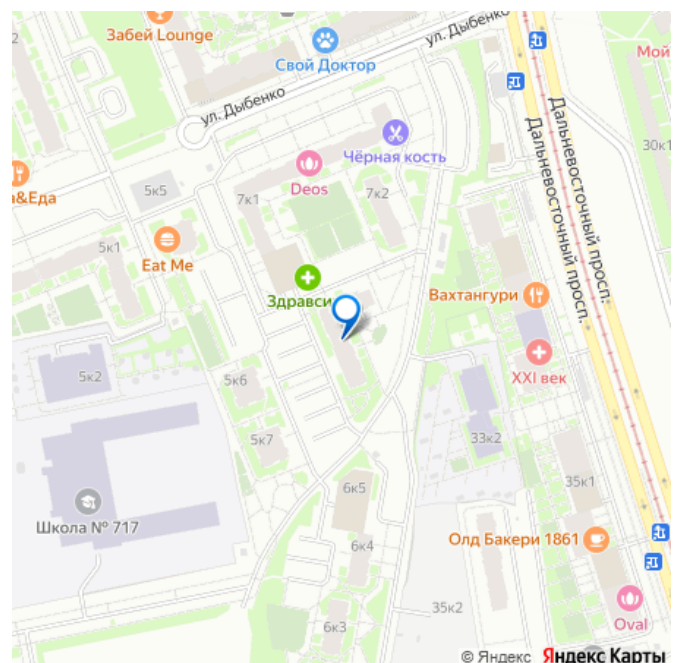 Забей Lounge
ул. Дыбенко
Свой Доктор
Мой
ул. Дыбенко
Дальневосточный просп.
Дальневосточный просп.
Чёрная кость
30к1
а&Еда
5к5
Deos
7к1
7к2
5к1
Eat Me
Здравси
Вахтангури
XXI век
5к2
5к6
5к7
33к2
6к5
35к1
Школа № 717
Олд Бакери 1861
6к4
35к2
6к3
Oval
© Яндекс Яндекс Карты